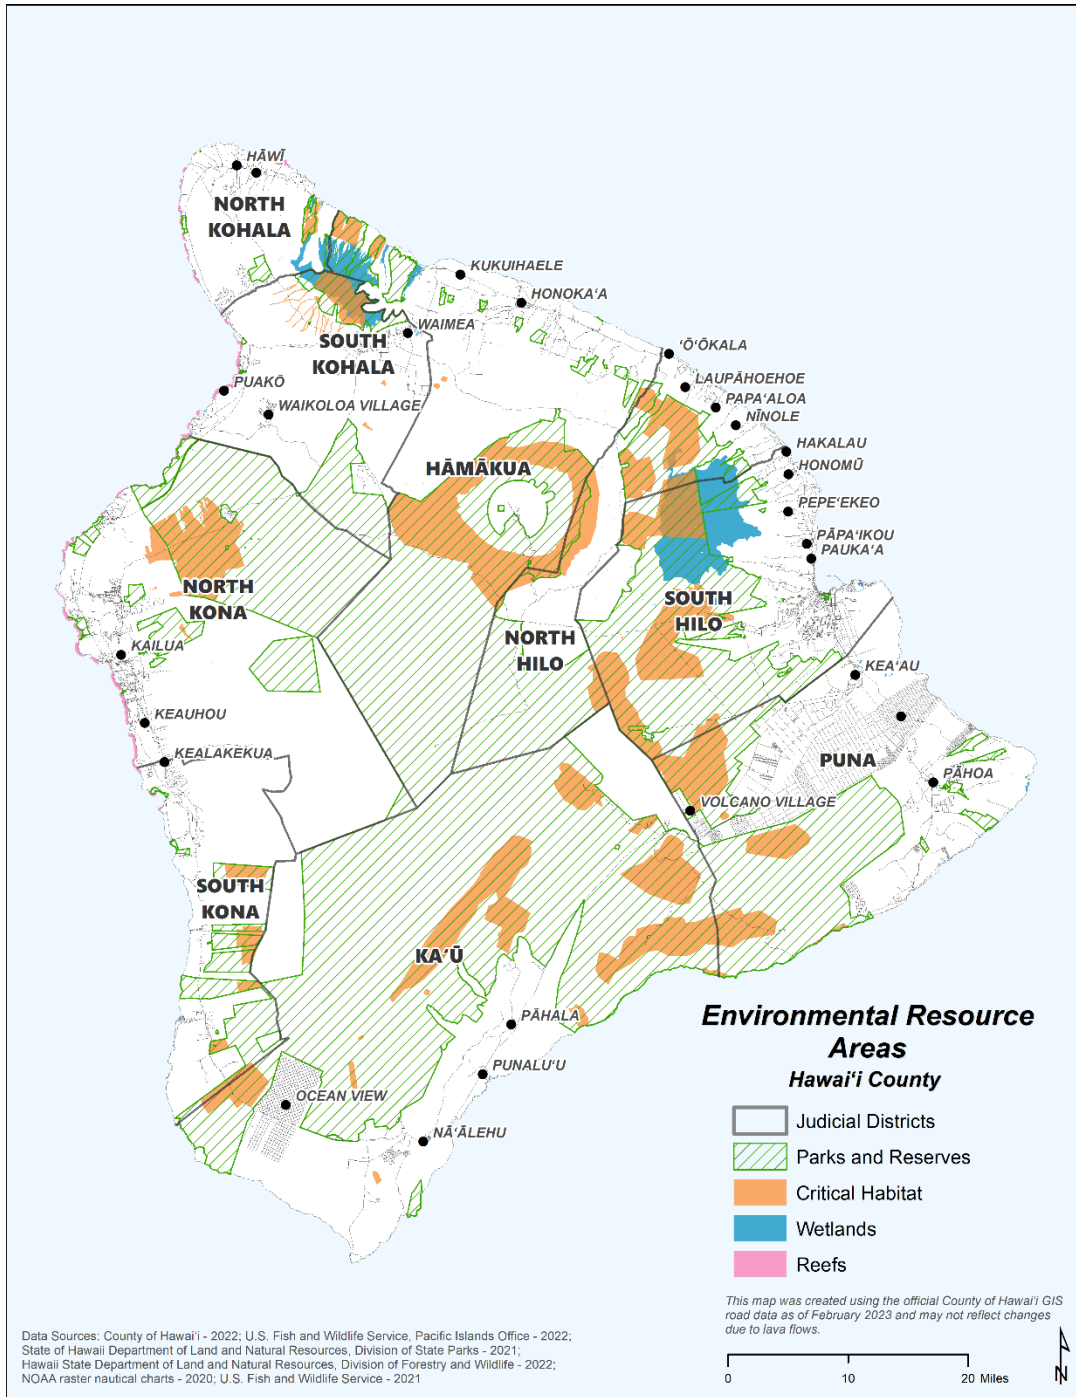 HĀWĪ
NORTH
KOHALA
KUKUIHAELE
HONOKAʻA
WAIMEA
SOUTH
KOHALA
ʻŌʻŌKALA
LAUPĀHOEHOE
PUAKŌ
PAPAʻALOA
WAIKOLOA VILLAGE
NĪNOLE
HAKALAU
HĀMĀKUA
HONOMŪ
PEPEʻEKEO
PĀPAʻIKOU
PAUKAʻA
NORTH
KONA
SOUTH
HILO
NORTH
HILO
KAILUA
KEAʻAU
KEAUHOU
KEALAKEKUA
PUNA
PĀHOA
VOLCANO VILLAGE
SOUTH
KONA
KAʻŪ
PĀHALA
PUNALUʻU
OCEAN VIEW
NĀʻĀLEHU
Environmental Resource
Areas
Hawaiʻi County
Judicial Districts
Parks and Reserves
Critical Habitat
Wetlands
Reefs
This map was created using the official County of Hawaiʻi GIS
road data as of February 2023 and may not reflect changes
due to lava flows.
Data Sources: County of Hawaiʻi - 2022; U.S. Fish and Wildlife Service, Pacific Islands Office - 2022;
State of Hawaii Department of Land and Natural Resources, Division of State Parks - 2021;
Hawaii State Department of Land and Natural Resources, Division of Forestry and Wildlife - 2022;
NOAA raster nautical charts - 2020; U.S. Fish and Wildlife Service - 2021
0 10 20 Miles
N